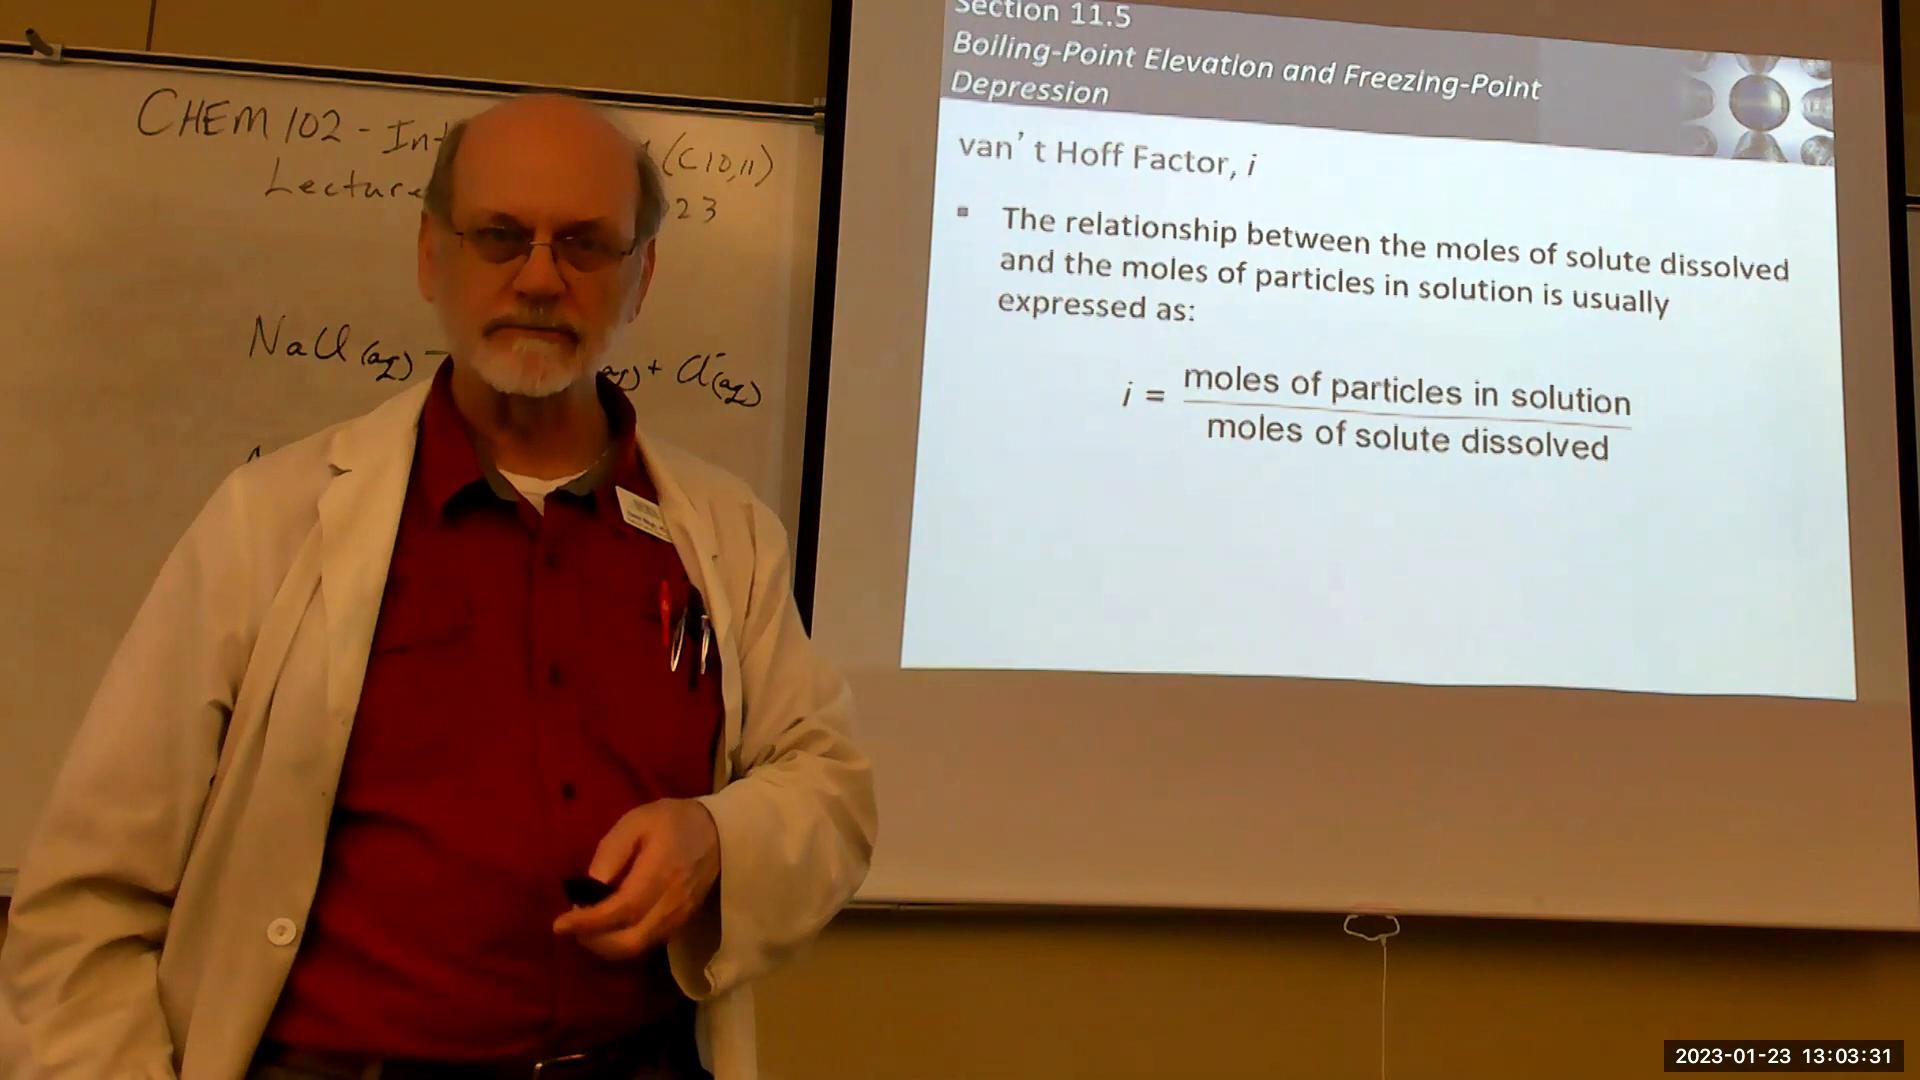 CHEM 102 - Int (C10,11)
Lecture 23
NaCl(aq) → (aq) + Cl⁻(aq)
Section 11.5
Boiling-Point Elevation and Freezing-Point
Depression
van't Hoff Factor, i
▪ The relationship between the moles of solute dissolved
and the moles of particles in solution is usually
expressed as:
i = moles of particles in solution
moles of solute dissolved
2023-01-23 13:03:31